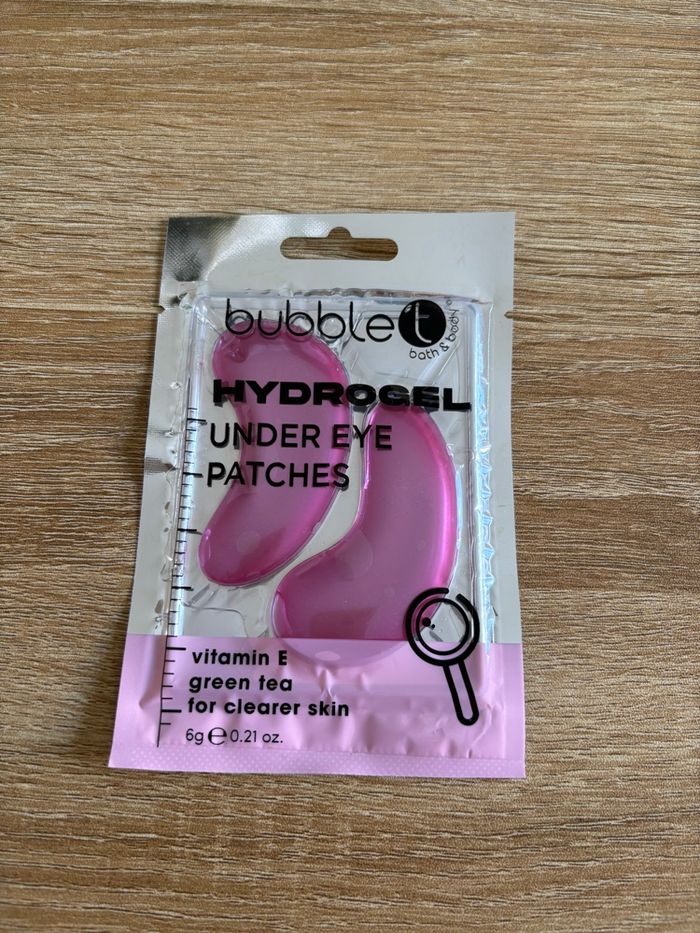 bubble t
bath & body
HYDROGEL
UNDER EYE
PATCHES
vitamin E
green tea
for clearer skin
6g ℮ 0.21 oz.